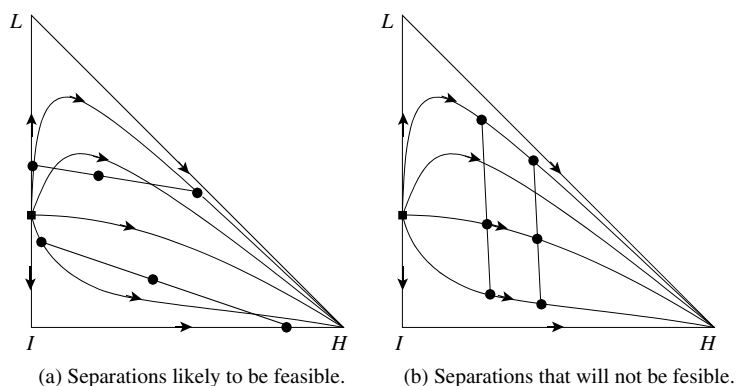 L
L
I
H
I
H
(a) Separations likely to be feasible.
(b) Separations that will not be fesible.